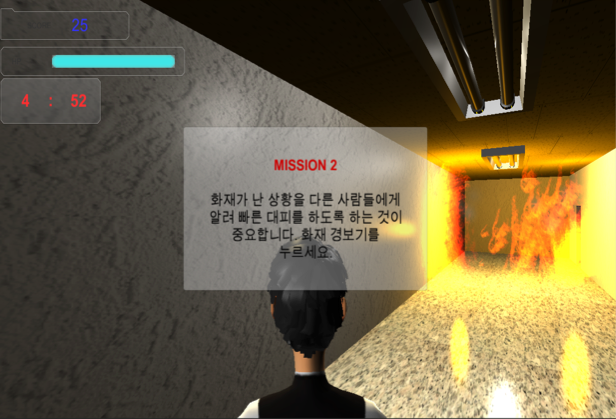 25
4 : 52
MISSION 2
화재가 난 상황을 다른 사람들에게
알려 빠른 대피를 하도록 하는 것이
중요합니다. 화재 경보기를
누르세요.